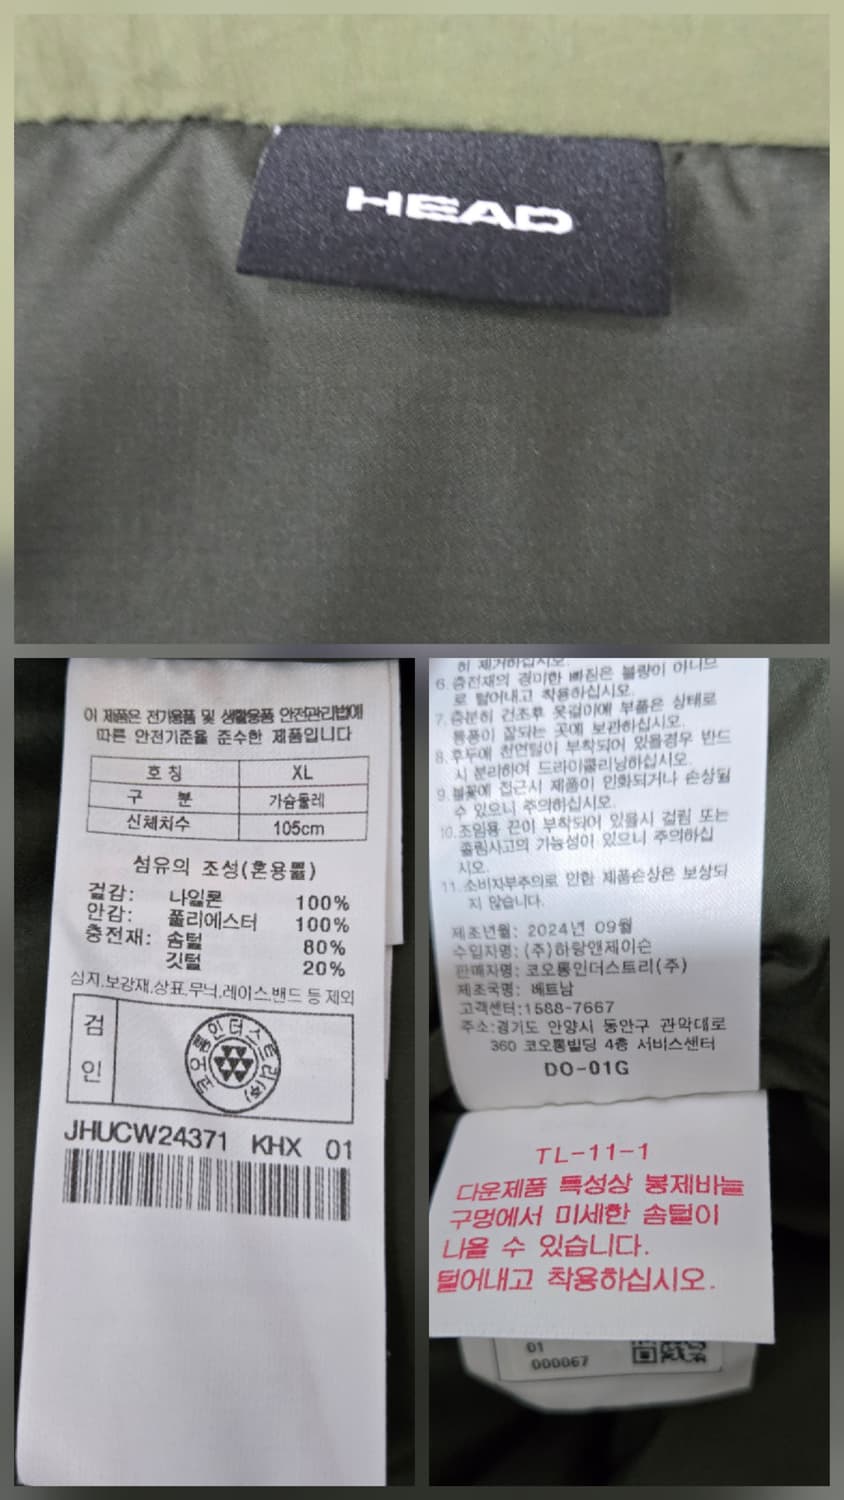 HEAD
이 제품은 전기용품 및 생활용품 안전관리법에
따른 안전기준을 준수한 제품입니다
호 칭 XL
구 분 가슴둘레
신체치수 105cm
섬유의 조성(혼용률)
겉감: 나일론 100%
안감: 폴리에스터 100%
충전재: 솜털 80%
깃털 20%
심지,보강재,상표,무늬,레이스,밴드 등 제외
검
인
코오롱인더스트리(주)
JHUCW24371 KHX 01
히 제거하십시오.
6.충전재의 경미한 빠짐은 불량이 아니므
로 털어내고 착용하십시오.
7.충분히 건조후 옷걸이에 부풀은 상태로
통풍이 잘되는 곳에 보관하십시오.
8.후두에 천연털이 부착되어 있을경우 반드
시 분리하여 드라이클리닝하십시오.
9.불꽃에 접근시 제품이 인화되거나 손상될
수 있으니 주의하십시오.
10.조임용 끈이 부착되어 있을시 걸림 또는
졸림사고의 가능성이 있으니 주의하십
시오.
11.소비자부주의로 인한 제품손상은 보상되
지 않습니다.
제조년월: 2024년 09월
수입자명: (주)하랑앤제이슨
판매자명: 코오롱인더스트리(주)
제조국명: 베트남
고객센터:1588-7667
주소:경기도 안양시 동안구 관악대로
360 코오롱빌딩 4층 서비스센터
DO-01G
TL-11-1
다운제품 특성상 봉제바늘
구멍에서 미세한 솜털이
나올 수 있습니다.
털어내고 착용하십시오.
01
000067